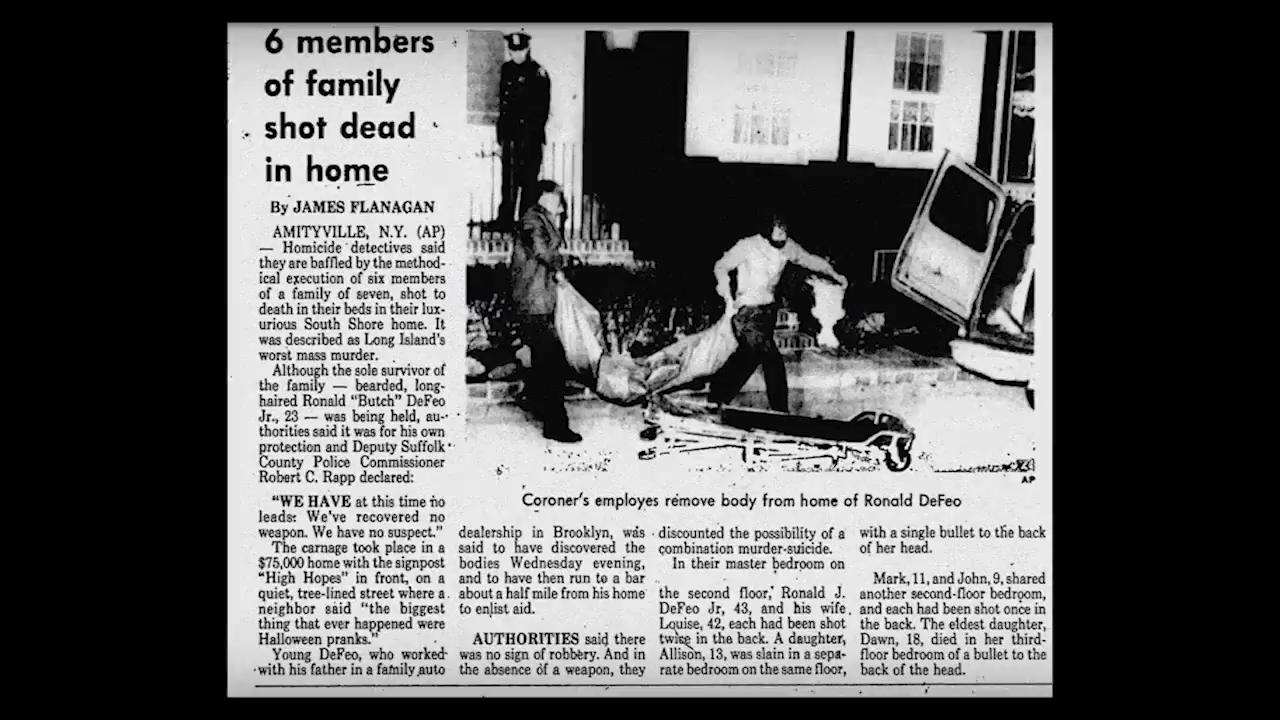 6 members
of family
shot dead
in home
By JAMES FLANAGAN
AMITYVILLE, N.Y. (AP)
— Homicide detectives said
they are baffled by the method-
ical execution of six members
of a family of seven, shot to
death in their beds in their lux-
urious South Shore home. It
was described as Long Island's
worst mass murder.
Although the sole survivor of
the family — bearded, long-
haired Ronald "Butch" DeFeo
Jr., 23 — was being held, au-
thorities said it was for his own
protection and Deputy Suffolk
County Police Commissioner
Robert C. Rapp declared:
"WE HAVE at this time no
leads: We've recovered no
weapon. We have no suspect."
The carnage took place in a
$75,000 home with the signpost
"High Hopes" in front, on a
quiet, tree-lined street where a
neighbor said "the biggest
thing that ever happened were
Halloween pranks."
Young DeFeo, who worked
with his father in a family auto
AP
Coroner's employes remove body from home of Ronald DeFeo
dealership in Brooklyn, was
said to have discovered the
bodies Wednesday evening,
and to have then run to a bar
about a half mile from his home
to enlist aid.
AUTHORITIES said there
was no sign of robbery. And in
the absence of a weapon, they
discounted the possibility of a
combination murder-suicide.
In their master bedroom on
the second floor, Ronald J.
DeFeo Jr, 43, and his wife,
Louise, 42, each had been shot
twice in the back. A daughter,
Allison, 13, was slain in a sepa-
rate bedroom on the same floor,
with a single bullet to the back
of her head.
Mark, 11, and John, 9, shared
another second-floor bedroom,
and each had been shot once in
the back. The eldest daughter,
Dawn, 18, died in her third-
floor bedroom of a bullet to the
back of the head.